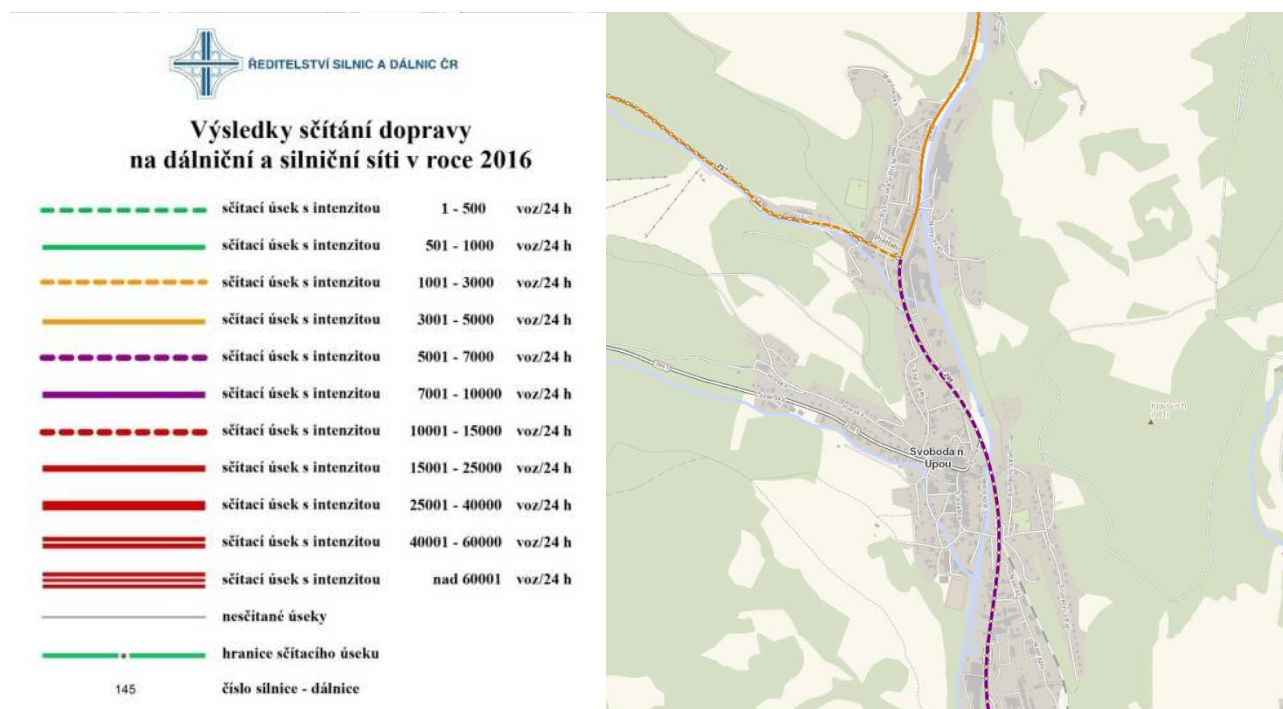 ŘEDITELSTVÍ SILNIC A DÁLNIC ČR
Výsledky sčítání dopravy
na dálniční a silniční síti v roce 2016
sčítací úsek s intenzitou 1 - 500 voz/24 h
sčítací úsek s intenzitou 501 - 1000 voz/24 h
sčítací úsek s intenzitou 1001 - 3000 voz/24 h
sčítací úsek s intenzitou 3001 - 5000 voz/24 h
sčítací úsek s intenzitou 5001 - 7000 voz/24 h
sčítací úsek s intenzitou 7001 - 10000 voz/24 h
sčítací úsek s intenzitou 10001 - 15000 voz/24 h
sčítací úsek s intenzitou 15001 - 25000 voz/24 h
sčítací úsek s intenzitou 25001 - 40000 voz/24 h
sčítací úsek s intenzitou 40001 - 60000 voz/24 h
sčítací úsek s intenzitou nad 60001 voz/24 h
nesčítané úseky
hranice sčítacího úseku
145 číslo silnice - dálnice
297
296
Svoboda n.
Úpou